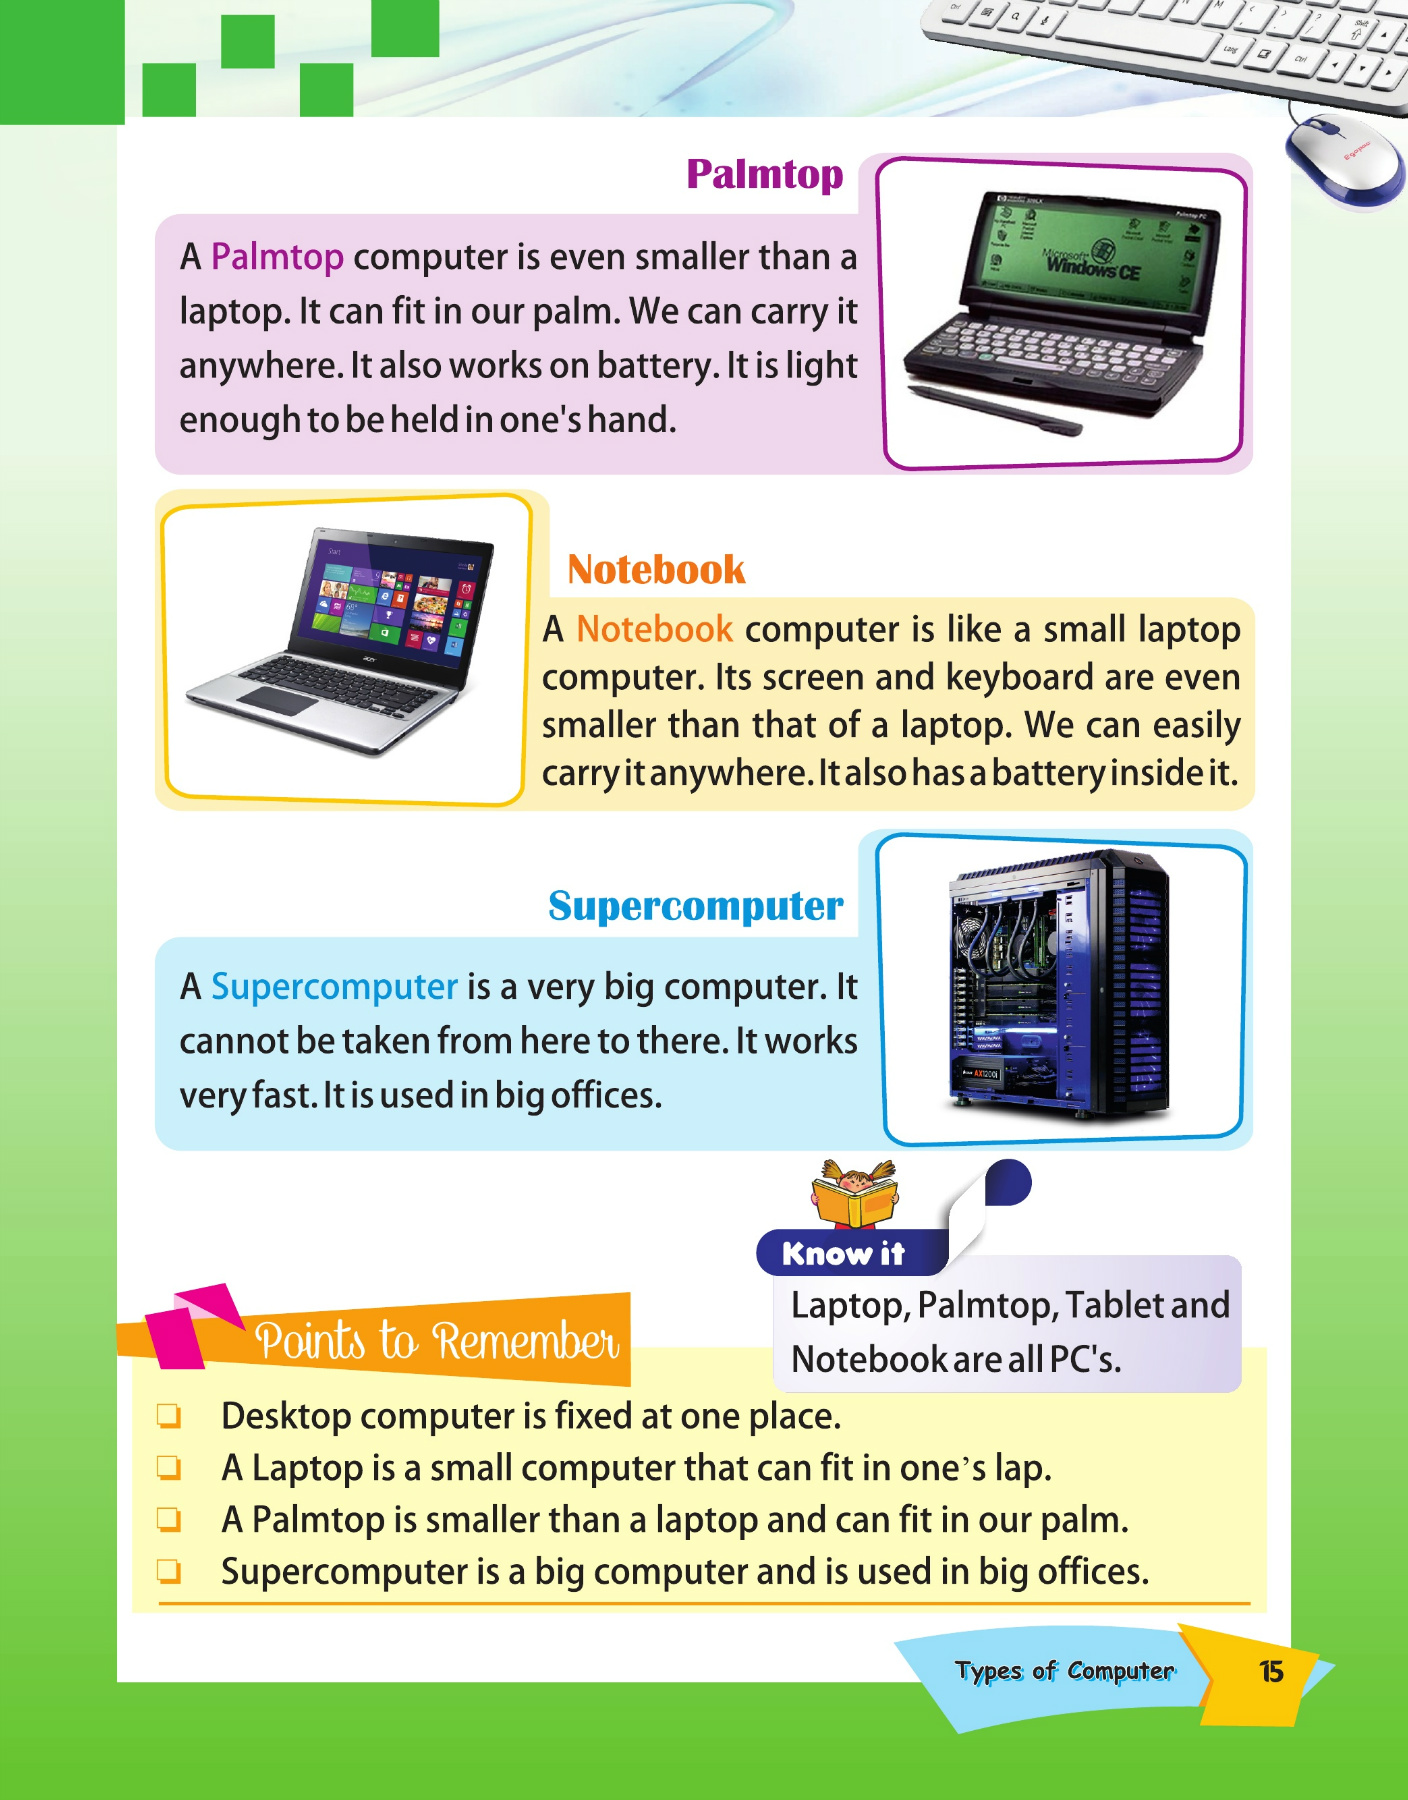 Palmtop
A Palmtop computer is even smaller than a
laptop. It can fit in our palm. We can carry it
anywhere. It also works on battery. It is light
enough to be held in one's hand.
Palmtop PC
Microsoft
Windows CE
Start
acer
Notebook
A Notebook computer is like a small laptop
computer. Its screen and keyboard are even
smaller than that of a laptop. We can easily
carry it anywhere. It also has a battery inside it.
Supercomputer
A Supercomputer is a very big computer. It
cannot be taken from here to there. It works
very fast. It is used in big offices.
AX1200i
Know it
Laptop, Palmtop, Tablet and
Notebook are all PC's.
Points to Remember
❑ Desktop computer is fixed at one place.
❑ A Laptop is a small computer that can fit in one’s lap.
❑ A Palmtop is smaller than a laptop and can fit in our palm.
❑ Supercomputer is a big computer and is used in big offices.
Types of Computer 15